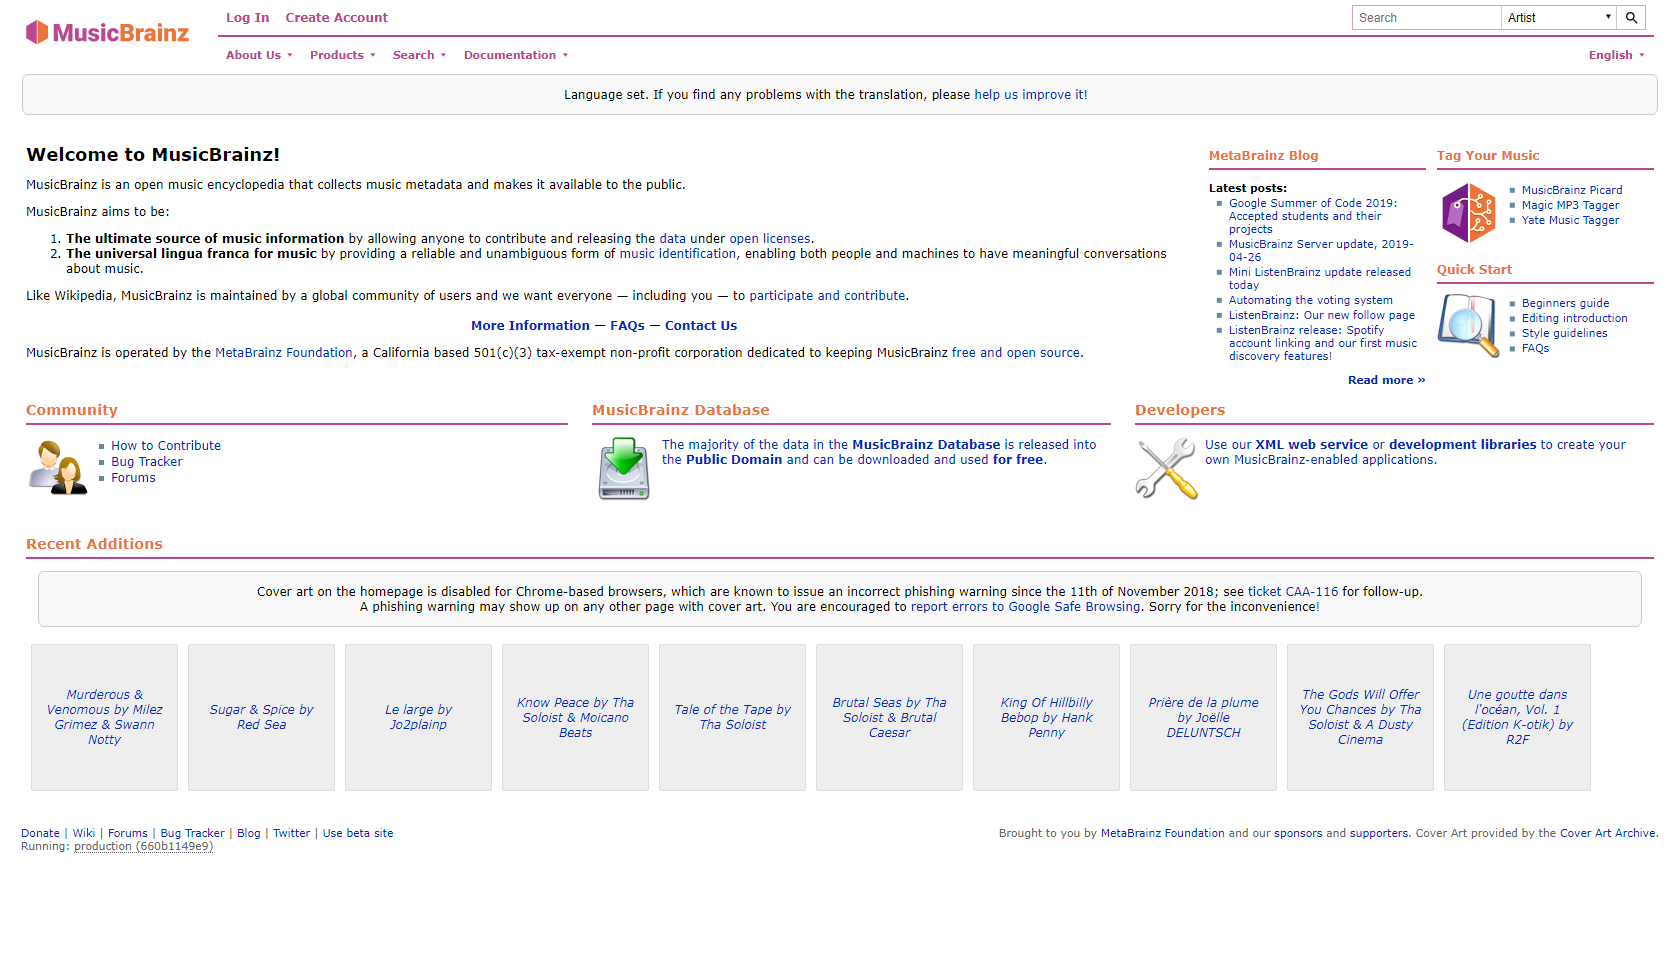 MusicBrainz
Log In Create Account
Search Artist
About Us Products Search Documentation
English
Language set. If you find any problems with the translation, please help us improve it!
Welcome to MusicBrainz!
MusicBrainz is an open music encyclopedia that collects music metadata and makes it available to the public.
MusicBrainz aims to be:
1. The ultimate source of music information by allowing anyone to contribute and releasing the data under open licenses.
2. The universal lingua franca for music by providing a reliable and unambiguous form of music identification, enabling both people and machines to have meaningful conversations
about music.
Like Wikipedia, MusicBrainz is maintained by a global community of users and we want everyone — including you — to participate and contribute.
More Information — FAQs — Contact Us
MusicBrainz is operated by the MetaBrainz Foundation, a California based 501(c)(3) tax-exempt non-profit corporation dedicated to keeping MusicBrainz free and open source.
MetaBrainz Blog
Latest posts:
Google Summer of Code 2019:
Accepted students and their
projects
MusicBrainz Server update, 2019-
04-26
Mini ListenBrainz update released
today
Automating the voting system
ListenBrainz: Our new follow page
ListenBrainz release: Spotify
account linking and our first music
discovery features!
Read more »
Tag Your Music
MusicBrainz Picard
Magic MP3 Tagger
Yate Music Tagger
Quick Start
Beginners guide
Editing introduction
Style guidelines
FAQs
Community
How to Contribute
Bug Tracker
Forums
MusicBrainz Database
The majority of the data in the MusicBrainz Database is released into
the Public Domain and can be downloaded and used for free.
Developers
Use our XML web service or development libraries to create your
own MusicBrainz-enabled applications.
Recent Additions
Cover art on the homepage is disabled for Chrome-based browsers, which are known to issue an incorrect phishing warning since the 11th of November 2018; see ticket CAA-116 for follow-up.
A phishing warning may show up on any other page with cover art. You are encouraged to report errors to Google Safe Browsing. Sorry for the inconvenience!
Murderous &
Venomous by Milez
Grimez & Swann
Notty
Sugar & Spice by
Red Sea
Le large by
Jo2plainp
Know Peace by Tha
Soloist & Moicano
Beats
Tale of the Tape by
Tha Soloist
Brutal Seas by Tha
Soloist & Brutal
Caesar
King Of Hillbilly
Bebop by Hank
Penny
Prière de la plume
by Joëlle
DELUNTSCH
The Gods Will Offer
You Chances by Tha
Soloist & A Dusty
Cinema
Une goutte dans
l'océan, Vol. 1
(Edition K-otik) by
R2F
Donate | Wiki | Forums | Bug Tracker | Blog | Twitter | Use beta site
Running: production (660b1149e9)
Brought to you by MetaBrainz Foundation and our sponsors and supporters. Cover Art provided by the Cover Art Archive.